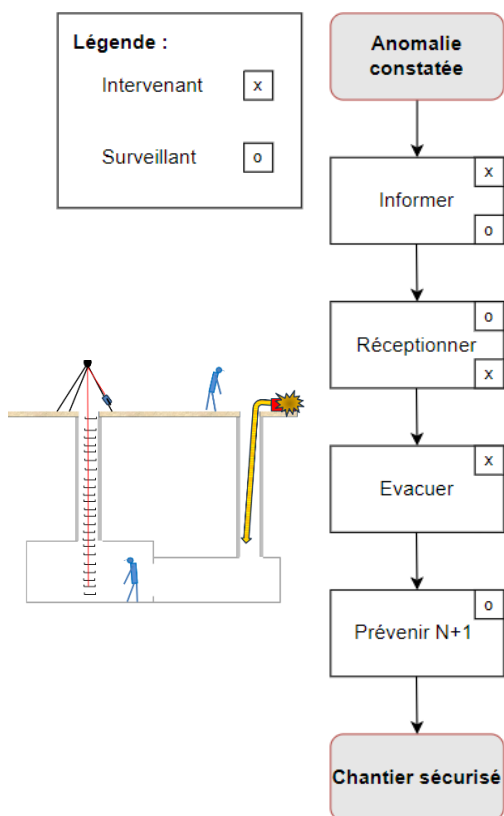 Légende :
Intervenant x
Surveillant o
Anomalie
constatée
x
Informer
o
o
Réceptionner
x
x
Evacuer
o
Prévenir N+1
Chantier sécurisé